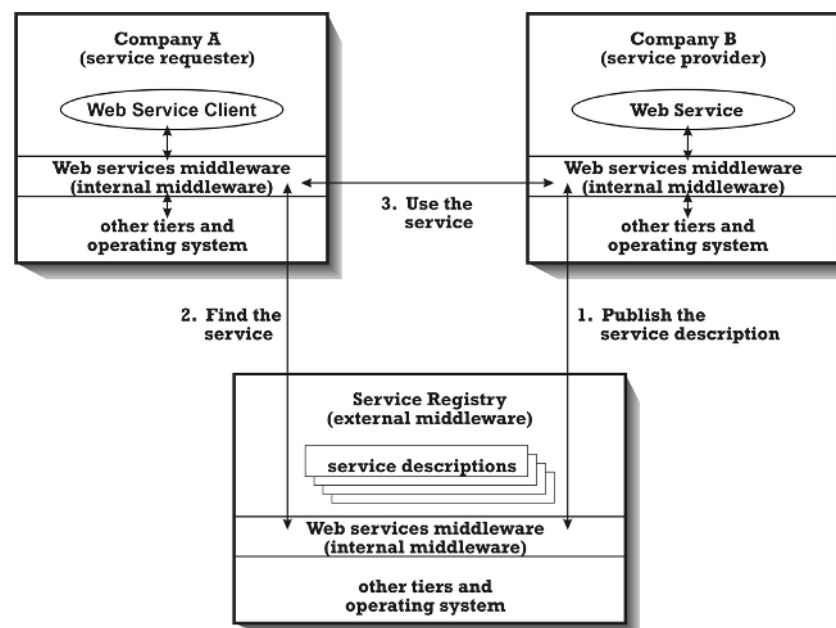 Company A
(service requester)
Web Service Client
Web services middleware
(internal middleware)
other tiers and
operating system
Company B
(service provider)
Web Service
Web services middleware
(internal middleware)
other tiers and
operating system
3. Use the
service
2. Find the
service
1. Publish the
service description
Service Registry
(external middleware)
service descriptions
Web services middleware
(internal middleware)
other tiers and
operating system